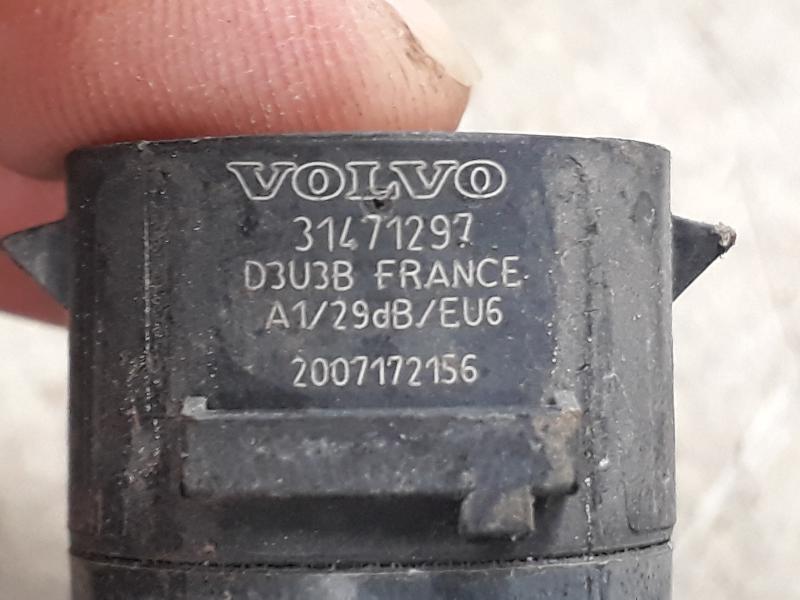 VOLVO
31471297
D3U3B FRANCE
A1/29dB/EU6
2007172156